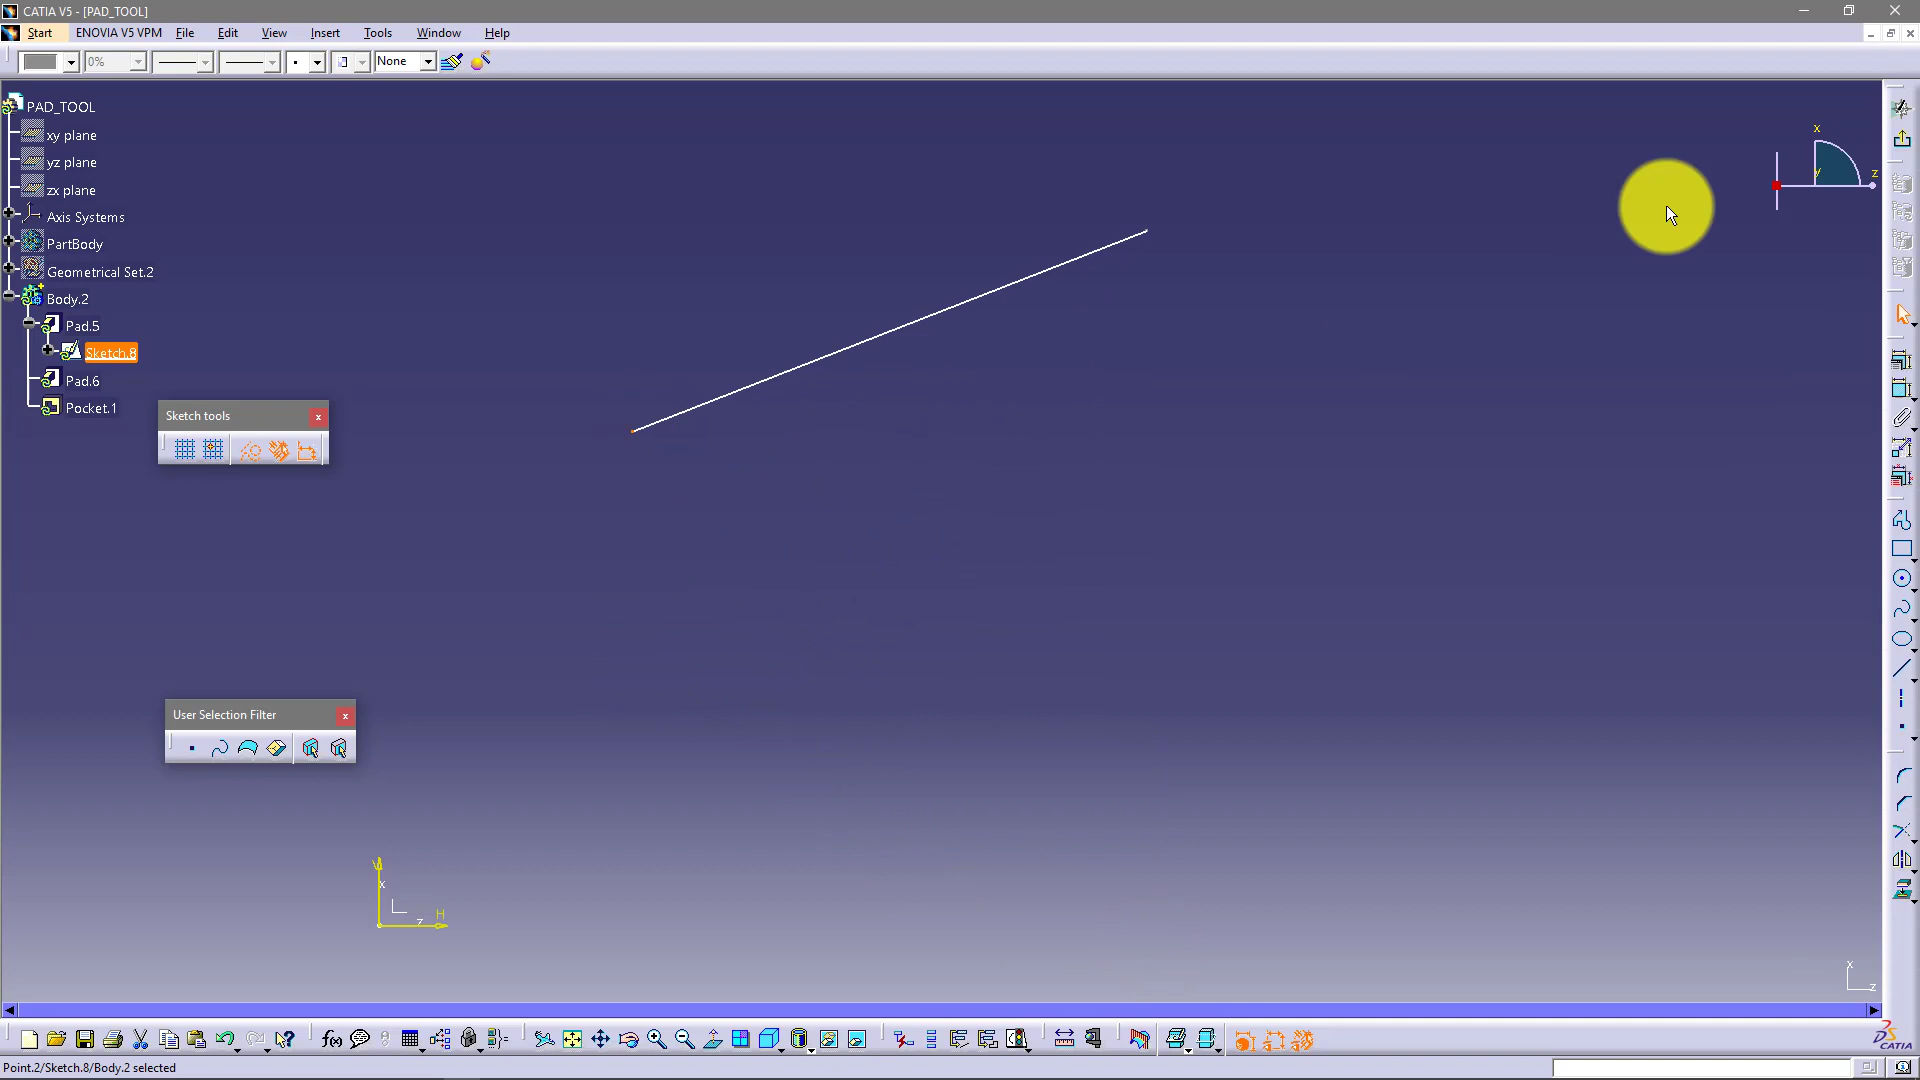 CATIA V5 - [PAD_TOOL]
Start ENOVIA V5 VPM File Edit View Insert Tools Window Help
0% None
PAD_TOOL
xy plane
yz plane
zx plane
Axis Systems
PartBody
Geometrical Set.2
Body.2
Pad.5
Sketch.8
Pad.6
Pocket.1
x
y z
Sketch tools
User Selection Filter
V
x
H
z
x
z
f(x)
CATIA
Point.2/Sketch.8/Body.2 selected